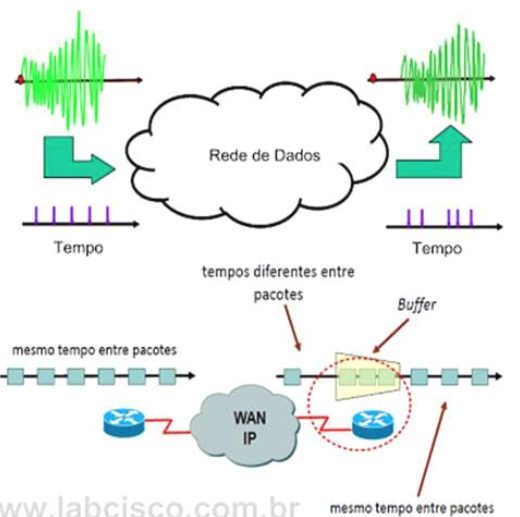 Rede de Dados
Tempo
Tempo
tempos diferentes entre
pacotes
Buffer
mesmo tempo entre pacotes
WAN
IP
ww.labcisco.com.br
mesmo tempo entre pacotes